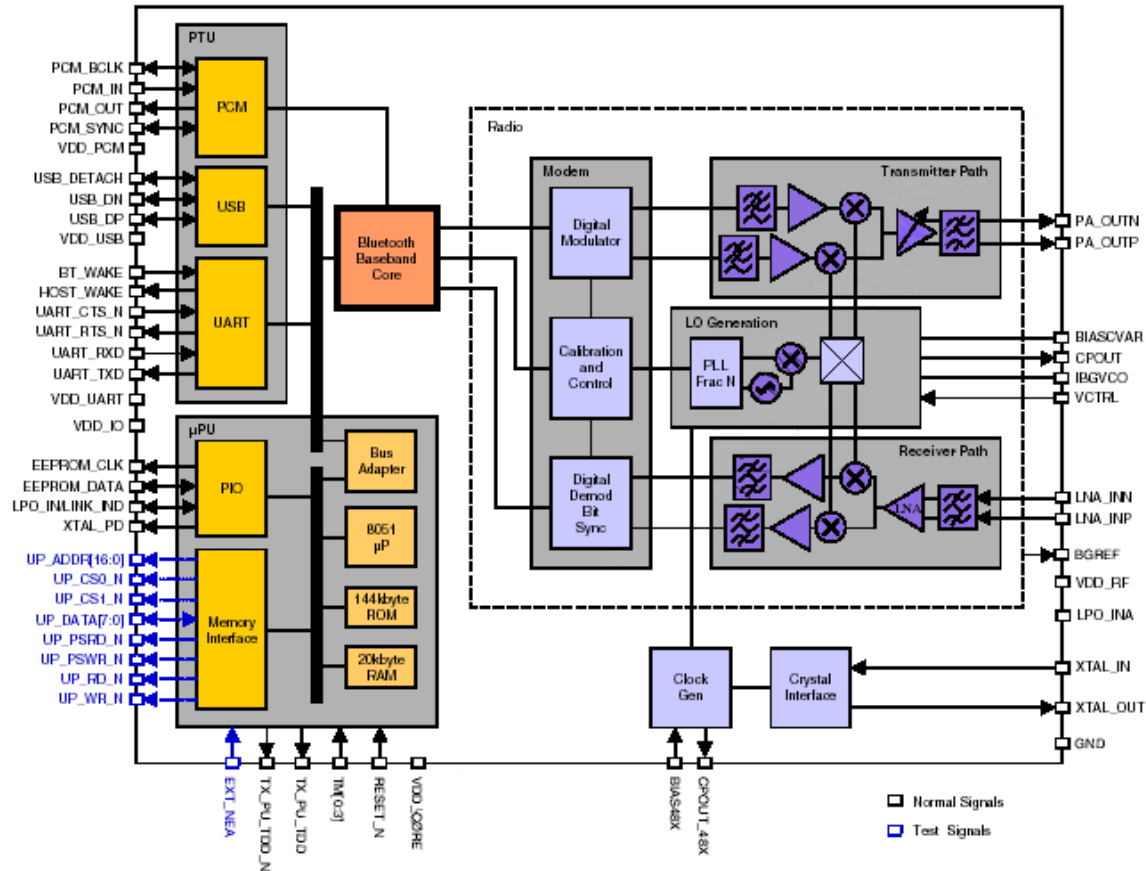 PTU
PCM_BCLK
PCM_IN
PCM_OUT
PCM_SYNC
VDD_PCM
PCM
USB_DETACH
USB_DN
USB_DP
VDD_USB
USB
BT_WAKE
HOST_WAKE
UART_CTS_N
UART_RTS_N
UART_RXD
UART_TXD
VDD_UART
UART
VDD_IO
Bluetooth
Baseband
Core
Radio
Modem
Digital
Modulator
Calibration
and
Control
Digital
Demod
Bit
Sync
Transmitter Path
LO Generation
PLL
Frac N
Receiver Path
LNA
PA_OUTN
PA_OUTP
BIASCVAR
CPOUT
IBGVCO
VCTRL
LNA_INN
LNA_INP
BGREF
VDD_RF
LPO_INA
XTAL_IN
XTAL_OUT
GND
µPU
EEPROM_CLK
EEPROM_DATA
LPO_IN/LINK_IND
XTAL_PD
PIO
UP_ADDR[16:0]
UP_CS0_N
UP_CS1_N
UP_DATA[7:0]
UP_PSRD_N
UP_PSWR_N
UP_RD_N
UP_WR_N
Memory
Interface
Bus
Adapter
8051
µP
144kbyte
ROM
20kbyte
RAM
Clock
Gen
Crystal
Interface
EXT_NEA
TX_PU_TDD_N
TX_PU_TDD
TM[0:3]
RESET_N
VDD_CORE
BIAS48X
CPOUT_48X
Normal Signals
Test Signals